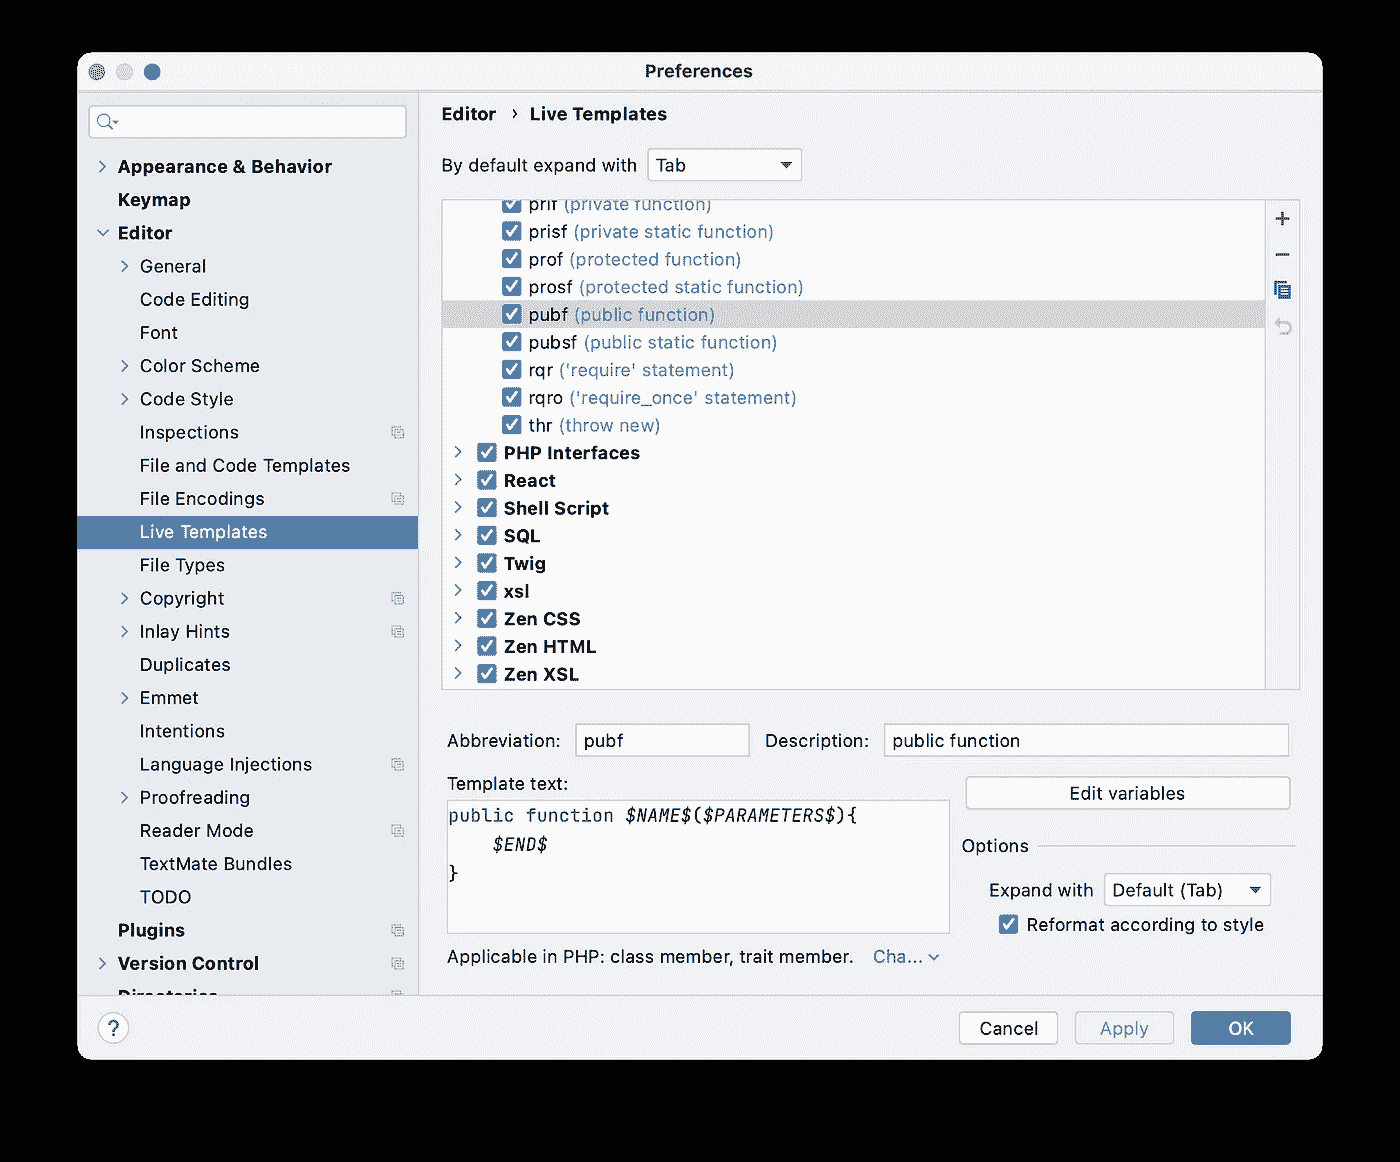 Preferences
Appearance & Behavior
Keymap
Editor
General
Code Editing
Font
Color Scheme
Code Style
Inspections
File and Code Templates
File Encodings
Live Templates
File Types
Copyright
Inlay Hints
Duplicates
Emmet
Intentions
Language Injections
Proofreading
Reader Mode
TextMate Bundles
TODO
Plugins
Version Control
Directories
Editor › Live Templates
By default expand with Tab
prif (private function)
prisf (private static function)
prof (protected function)
prosf (protected static function)
pubf (public function)
pubsf (public static function)
rqr ('require' statement)
rqro ('require_once' statement)
thr (throw new)
PHP Interfaces
React
Shell Script
SQL
Twig
xsl
Zen CSS
Zen HTML
Zen XSL
Abbreviation: pubf Description: public function
Template text:
public function $NAME$($PARAMETERS$){
$END$
}
Edit variables
Options
Expand with Default (Tab)
Reformat according to style
Applicable in PHP: class member, trait member. Cha...
? Cancel Apply OK